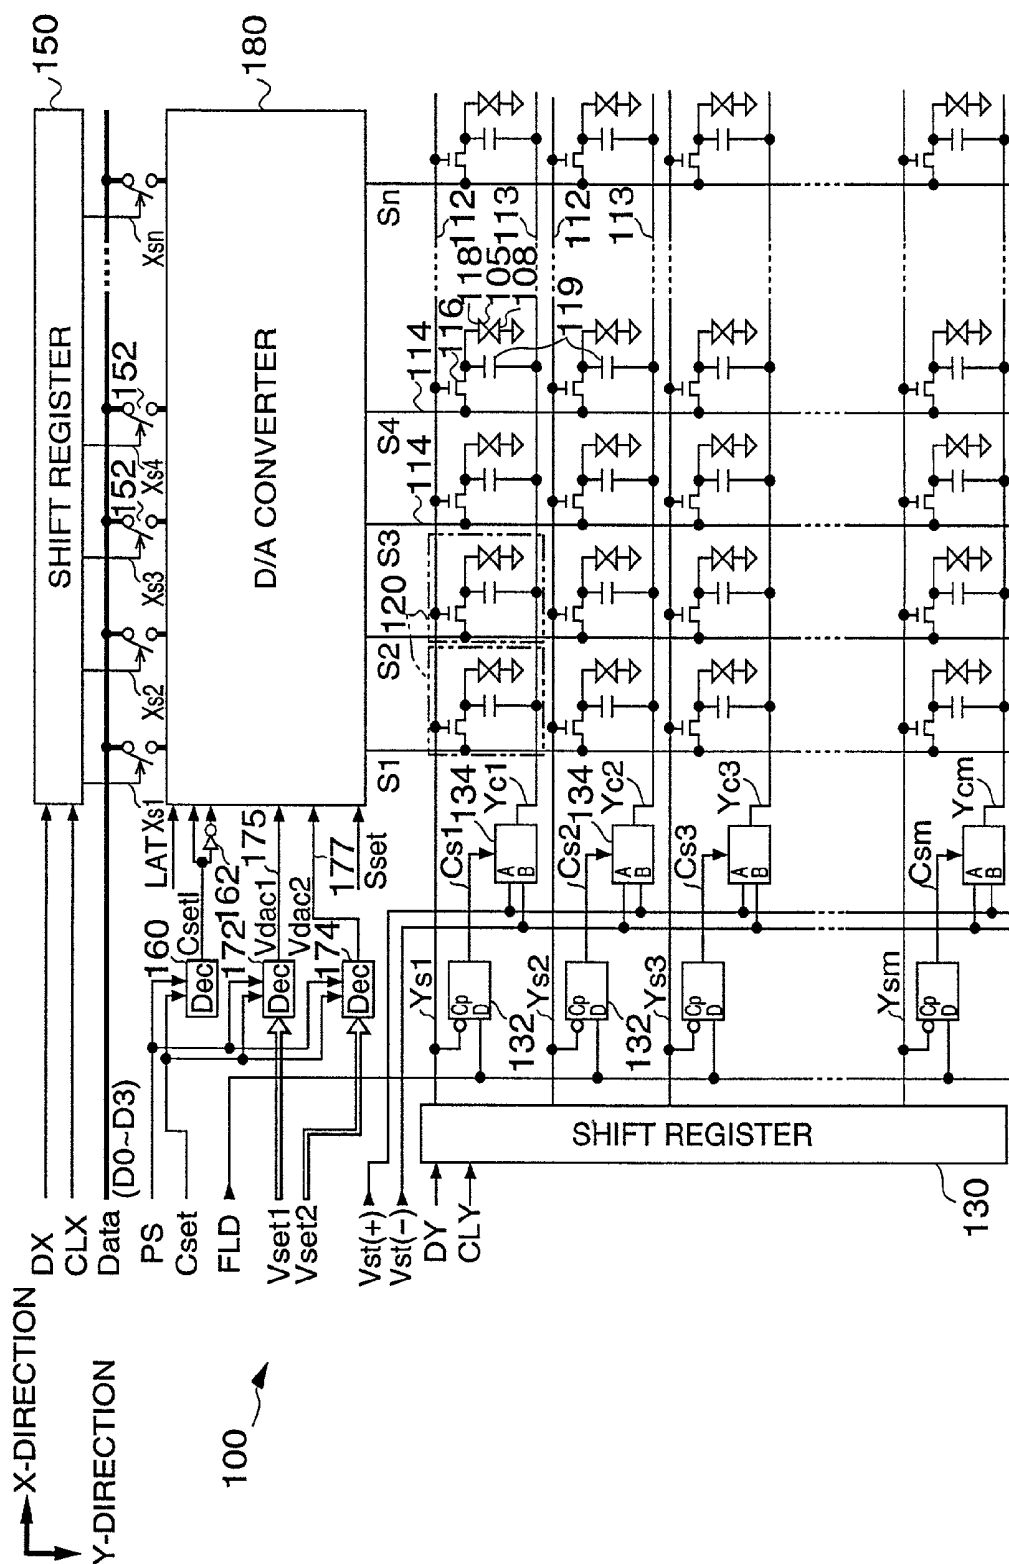 X-DIRECTION
Y-DIRECTION
100
DX
CLX
Data
(D0~D3)
PS
Cset
FLD
Vset1
Vset2
Vst(+)
Vst(-)
DY
CLY
SHIFT REGISTER
150
Xs1
Xs2
Xs3
Xs4
Xsn
152
152
D/A CONVERTER
180
LAT
Csetl
160
Dec
162
172
Dec
Vdac1
175
174
Dec
Vdac2
177
Sset
S1
S2
S3
S4
Sn
120
114
114
116
118
105
108
119
112
113
112
113
SHIFT REGISTER
130
Ys1
Cp
D
132
Cs1
134
A
B
Yc1
Ys2
Cp
D
132
Cs2
134
A
B
Yc2
Ys3
Cp
D
Cs3
A
B
Yc3
Ysm
Cp
D
Csm
A
B
Ycm